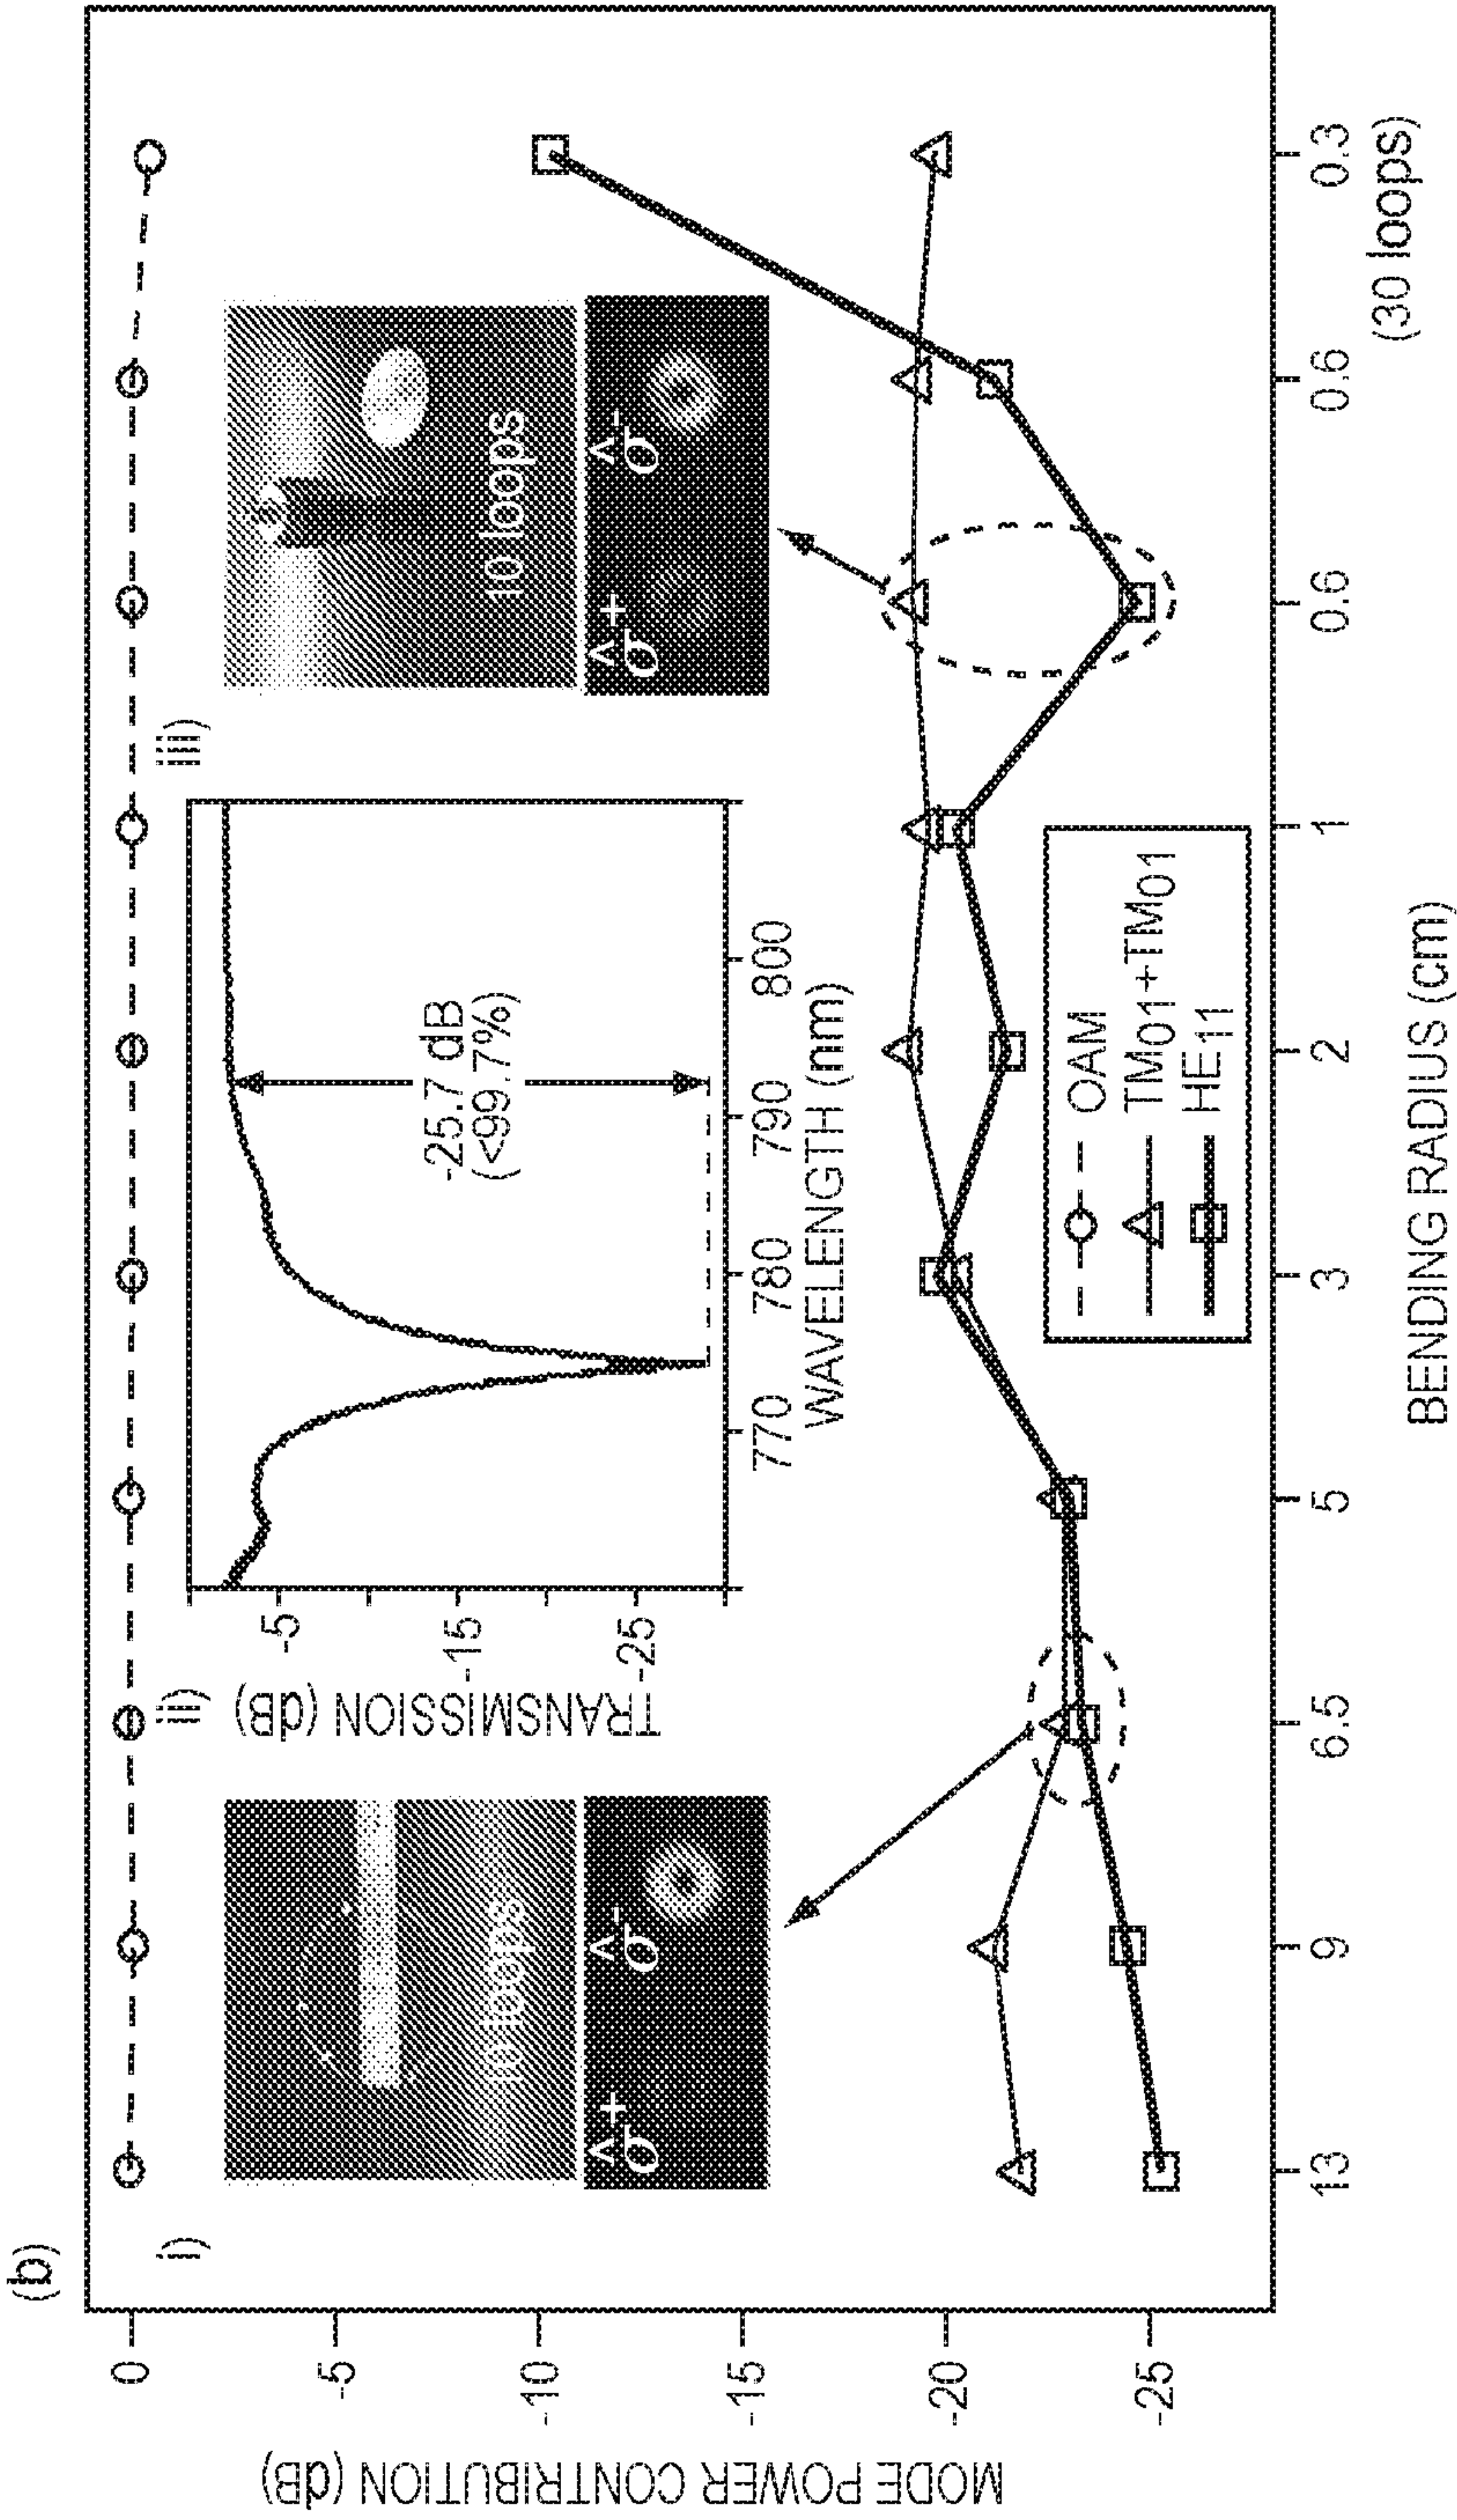 (b)
MODE POWER CONTRIBUTION (dB)
0
-5
-10
-15
-20
-25
i)
10 loops
σ̂+ σ̂-
ii)
TRANSMISSION (dB)
-5
-15
-25
-25.7 dB
(<99.7%)
770 780 790 800
WAVELENGTH (nm)
iii)
10 loops
σ̂+ σ̂-
OAM
TM01+TM01
HE11
13 9 6.5 5 3 2 1 0.6 0.6 0.3
(30 loops)
BENDING RADIUS (cm)